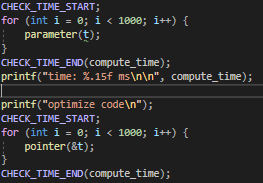 CHECK_TIME_START;
for (int i = 0; i < 1000; i++) {
    parameter(t);
}
CHECK_TIME_END(compute_time);
printf("time: %.15f ms\n\n", compute_time);

printf("optimize code\n");
CHECK_TIME_START;
for (int i = 0; i < 1000; i++) {
    pointer(&t);
}
CHECK_TIME_END(compute_time);